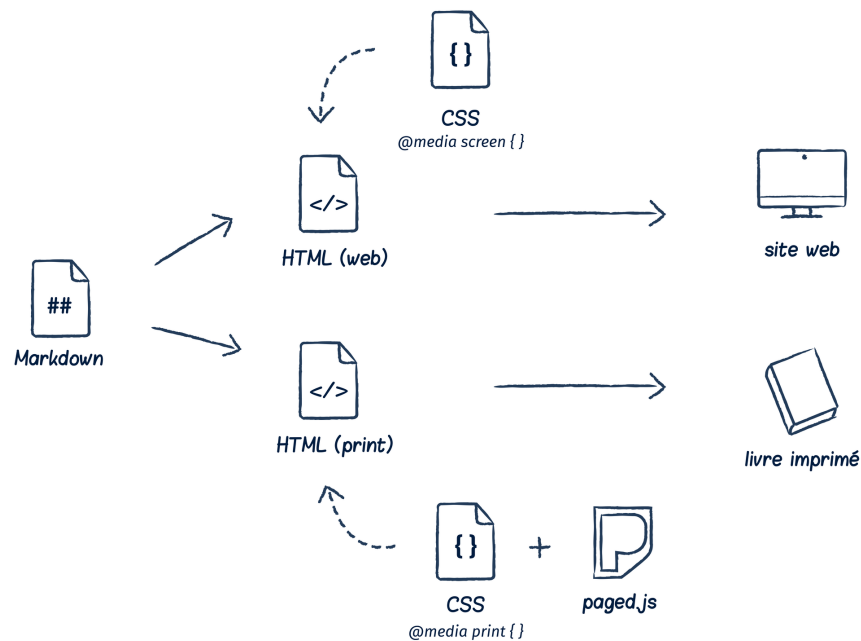 { }
CSS
@media screen { }
</>
HTML (web)
site web
##
Markdown
</>
HTML (print)
livre imprimé
{ }
+
CSS
@media print { }
P
paged.js